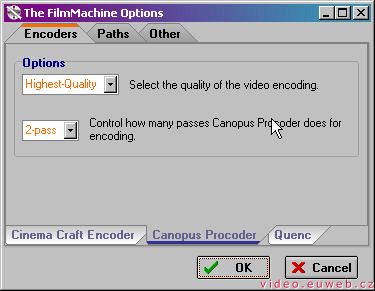 The FilmMachine Options
Encoders Paths Other
Options
Highest-Quality Select the quality of the video encoding.
2-pass Control how many passes Canopus Procoder does for
encoding.
Cinema Craft Encoder Canopus Procoder Quenc
OK Cancel
video.euweb.cz